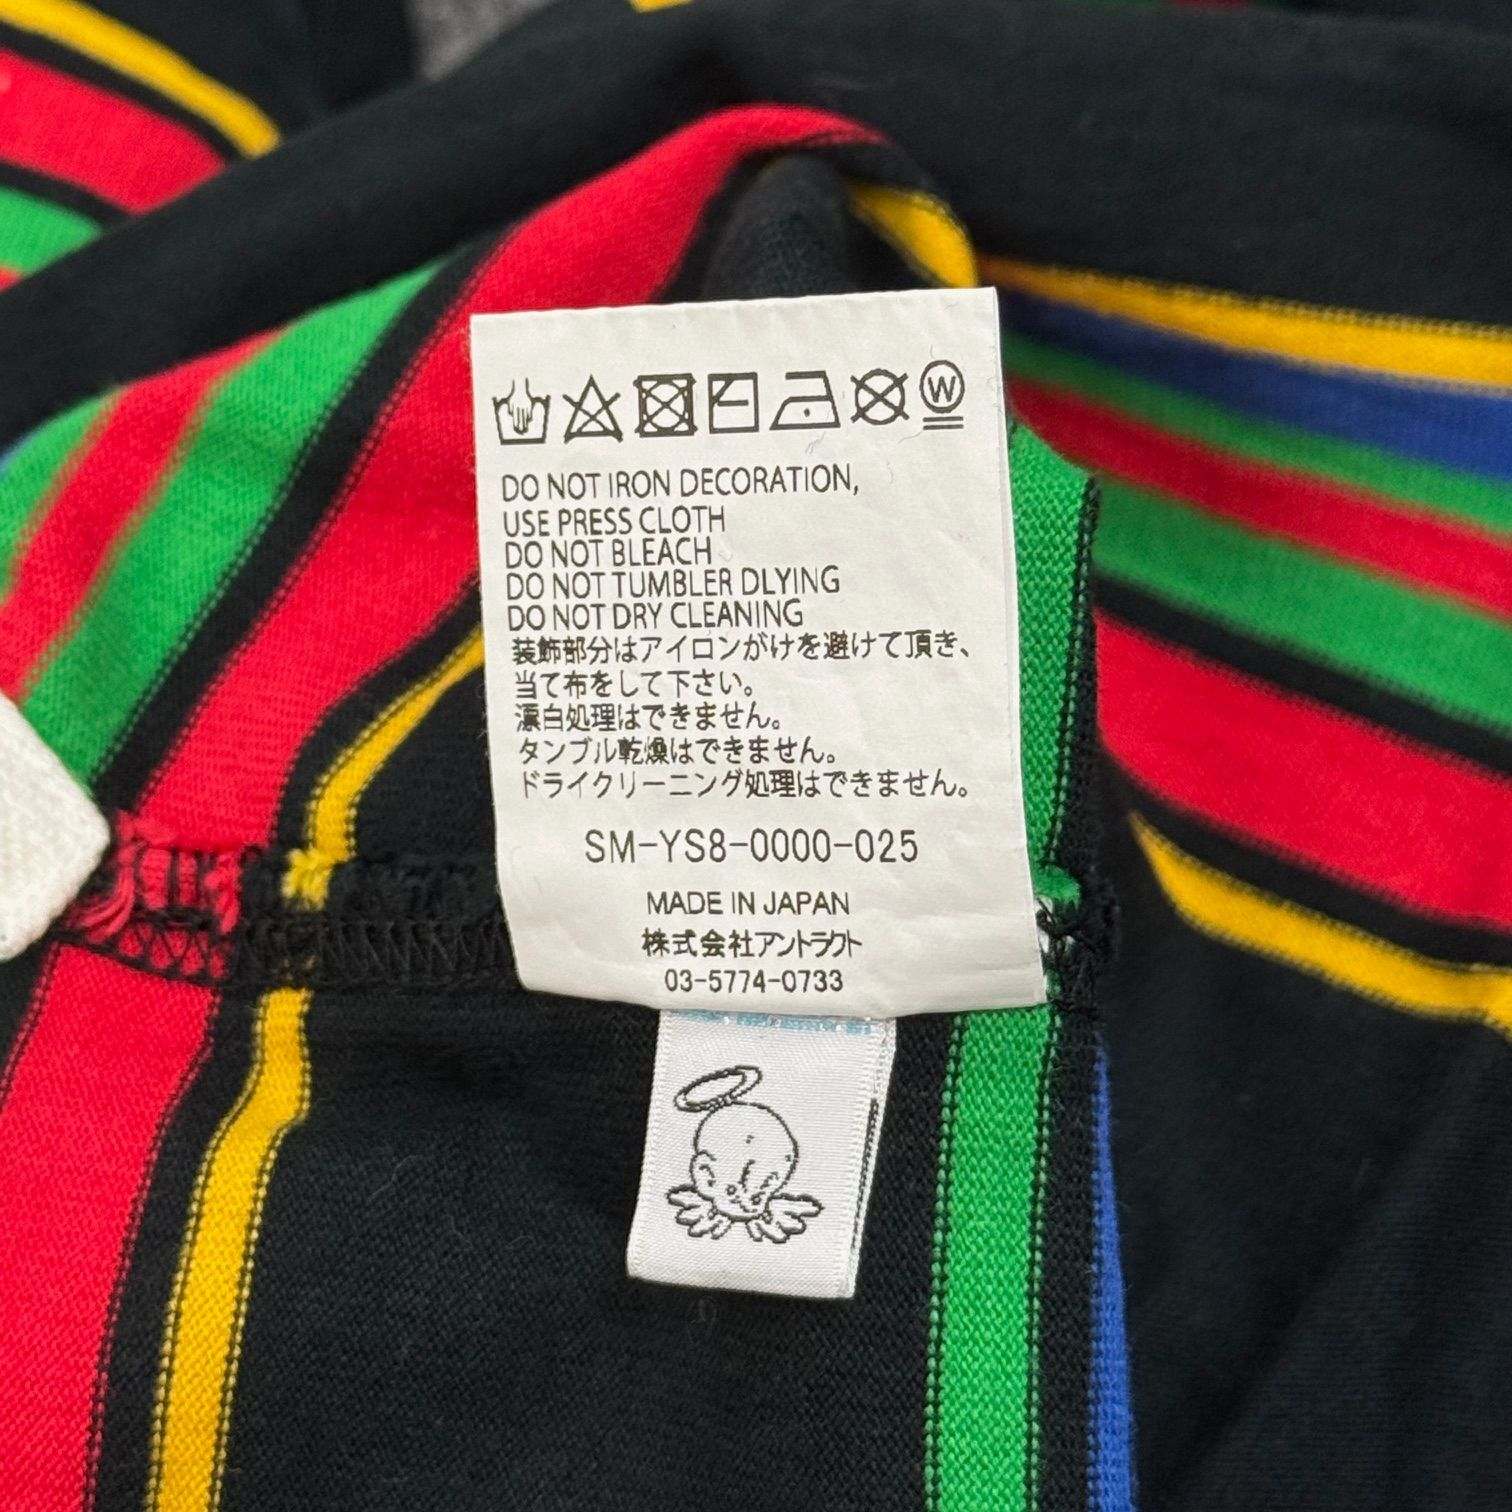 W
DO NOT IRON DECORATION,
USE PRESS CLOTH
DO NOT BLEACH
DO NOT TUMBLER DLYING
DO NOT DRY CLEANING
装飾部分はアイロンがけを避けて頂き、
当て布をして下さい。
漂白処理はできません。
タンブル乾燥はできません。
ドライクリーニング処理はできません。
SM-YS8-0000-025
MADE IN JAPAN
株式会社アントラクト
03-5774-0733